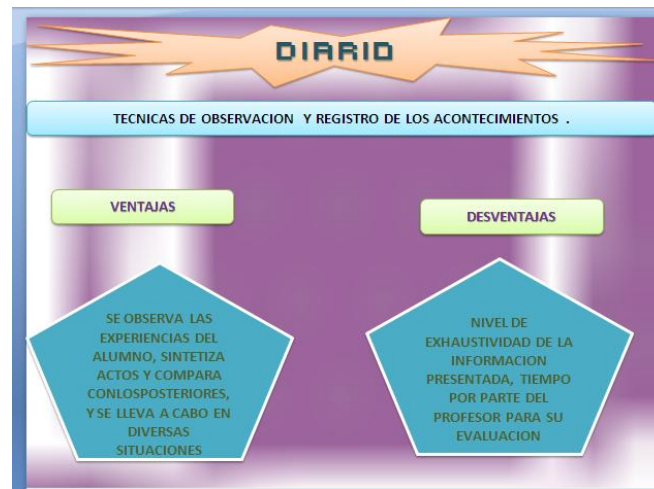 DIARIO
TECNICAS DE OBSERVACION Y REGISTRO DE LOS ACONTECIMIENTOS .
VENTAJAS
DESVENTAJAS
SE OBSERVA LAS
EXPERIENCIAS DEL
ALUMNO, SINTETIZA
ACTOS Y COMPARA
CONLOSPOSTERIORES,
Y SE LLEVA A CABO EN
DIVERSAS
SITUACIONES
NIVEL DE
EXHAUSTIVIDAD DE LA
INFORMACION
PRESENTADA, TIEMPO
POR PARTE DEL
PROFESOR PARA SU
EVALUACION